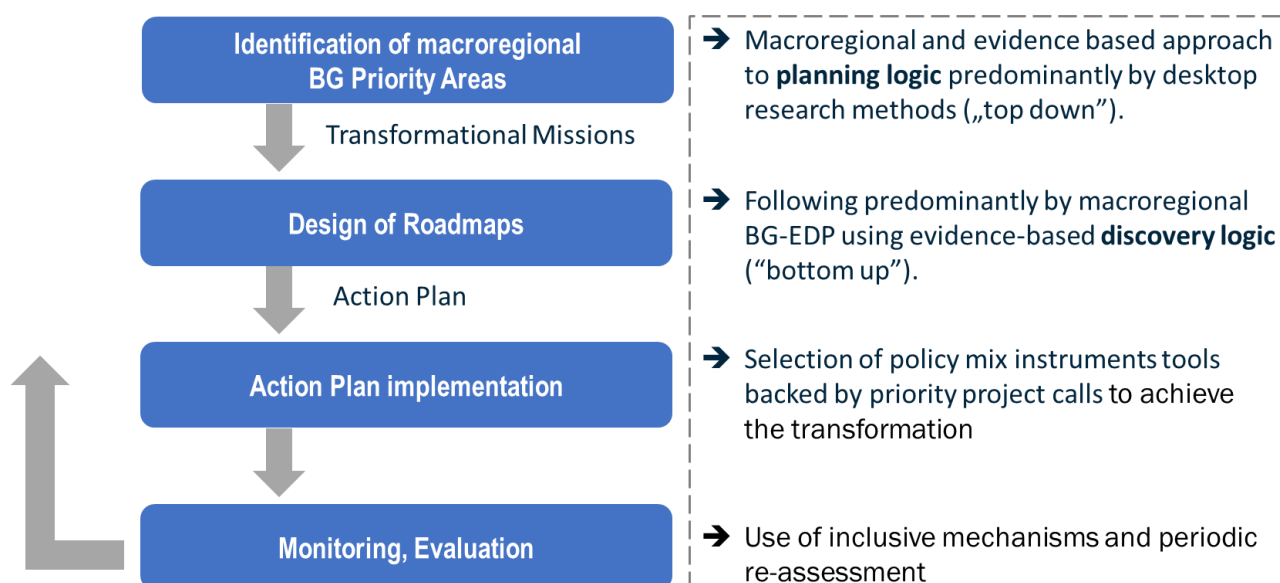 Identification of macroregional
BG Priority Areas
➔ Macroregional and evidence based approach
to planning logic predominantly by desktop
research methods („top down”).
Transformational Missions
Design of Roadmaps
➔ Following predominantly by macroregional
BG-EDP using evidence-based discovery logic
(“bottom up”).
Action Plan
Action Plan implementation
➔ Selection of policy mix instruments tools
backed by priority project calls to achieve
the transformation
Monitoring, Evaluation
➔ Use of inclusive mechanisms and periodic
re-assessment